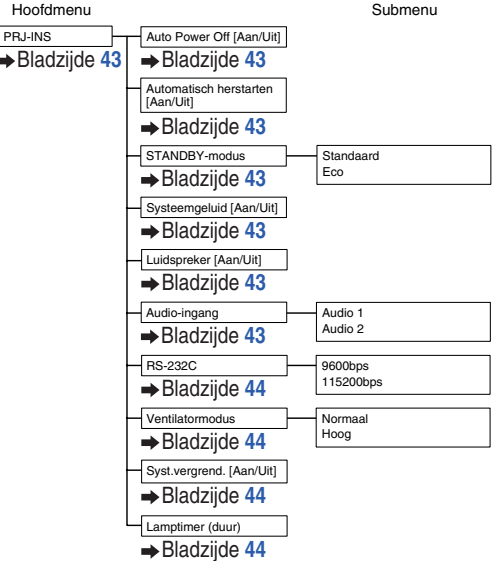 Hoofdmenu
Submenu
PRJ-INS
➡Bladzijde 43
Auto Power Off [Aan/Uit]
➡Bladzijde 43
Automatisch herstarten
[Aan/Uit]
➡Bladzijde 43
STANDBY-modus
Standaard
Eco
➡Bladzijde 43
Systeemgeluid [Aan/Uit]
➡Bladzijde 43
Luidspreker [Aan/Uit]
➡Bladzijde 43
Audio-ingang
Audio 1
Audio 2
➡Bladzijde 43
RS-232C
9600bps
115200bps
➡Bladzijde 44
Ventilatormodus
Normaal
Hoog
➡Bladzijde 44
Syst.vergrend. [Aan/Uit]
➡Bladzijde 44
Lamptimer (duur)
➡Bladzijde 44